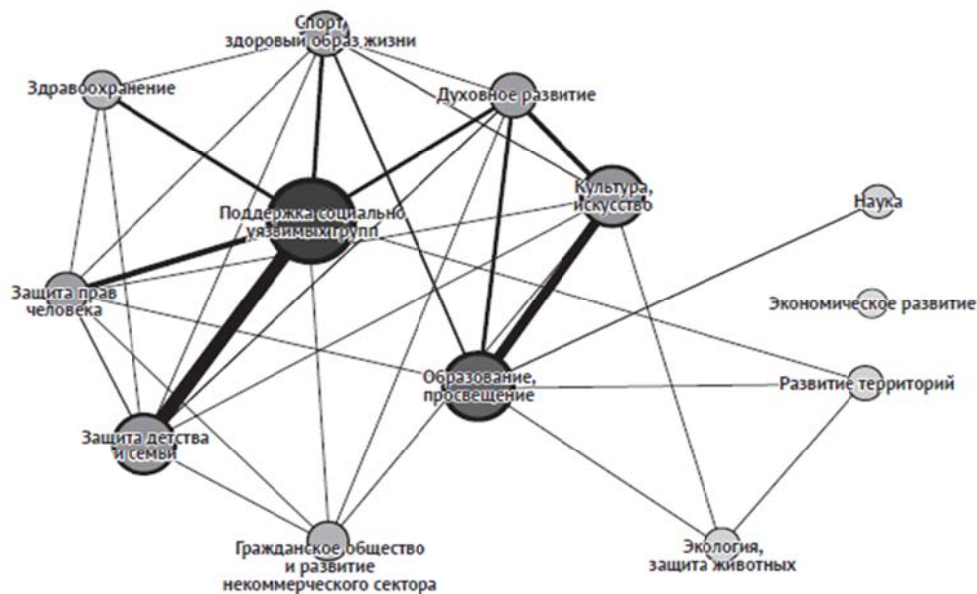 Спорт,
здоровый образ жизни
Здравоохранение
Духовное развитие
Культура,
искусство
Наука
Поддержка социально
уязвимых групп
Защита прав
человека
Экономическое развитие
Образование,
просвещение
Развитие территорий
Защита детства
и семьи
Гражданское общество
и развитие
некоммерческого сектора
Экология,
защита животных